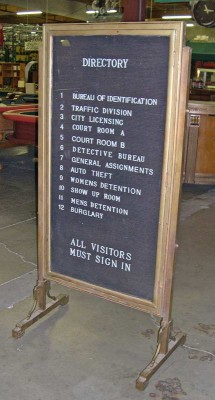 DIRECTORY
1 BUREAU OF IDENTIFICATION
2 TRAFFIC DIVISION
3 CITY LICENSING
4 COURT ROOM A
5 COURT ROOM B
6 DETECTIVE BUREAU
7 GENERAL ASSIGNMENTS
8 AUTO THEFT
9 WOMENS DETENTION
10 SHOW UP ROOM
11 MENS DETENTION
12 BURGLARY
ALL VISITORS
MUST SIGN IN